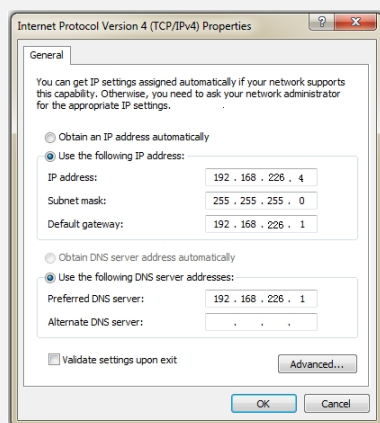 Internet Protocol Version 4 (TCP/IPv4) Properties
General
You can get IP settings assigned automatically if your network supports
this capability. Otherwise, you need to ask your network administrator
for the appropriate IP settings.
Obtain an IP address automatically
Use the following IP address:
IP address: 192 . 168 . 226 . 4
Subnet mask: 255 . 255 . 255 . 0
Default gateway: 192 . 168 . 226 . 1
Obtain DNS server address automatically
Use the following DNS server addresses:
Preferred DNS server: 192 . 168 . 226 . 1
Alternate DNS server: . . .
Validate settings upon exit
Advanced...
OK Cancel